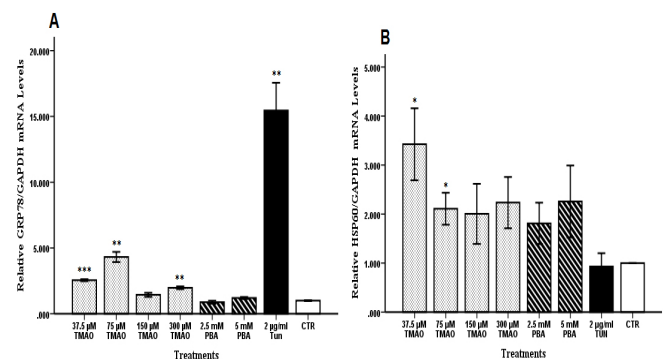 A
Relative GRP78/GAPDH mRNA Levels
20.000
15.000
10.000
5.000
.000
***
**
**
**
37.5 µM TMAO
75 µM TMAO
150 µM TMAO
300 µM TMAO
2.5 mM PBA
5 mM PBA
2 µg/ml TUN
CTR
Treatments
B
Relative HSP60/GAPDH mRNA Levels
5.000
4.000
3.000
2.000
1.000
.000
*
*
37.5 µM TMAO
75 µM TMAO
150 µM TMAO
300 µM TMAO
2.5 mM PBA
5 mM PBA
2 µg/ml TUN
CTR
Treatments